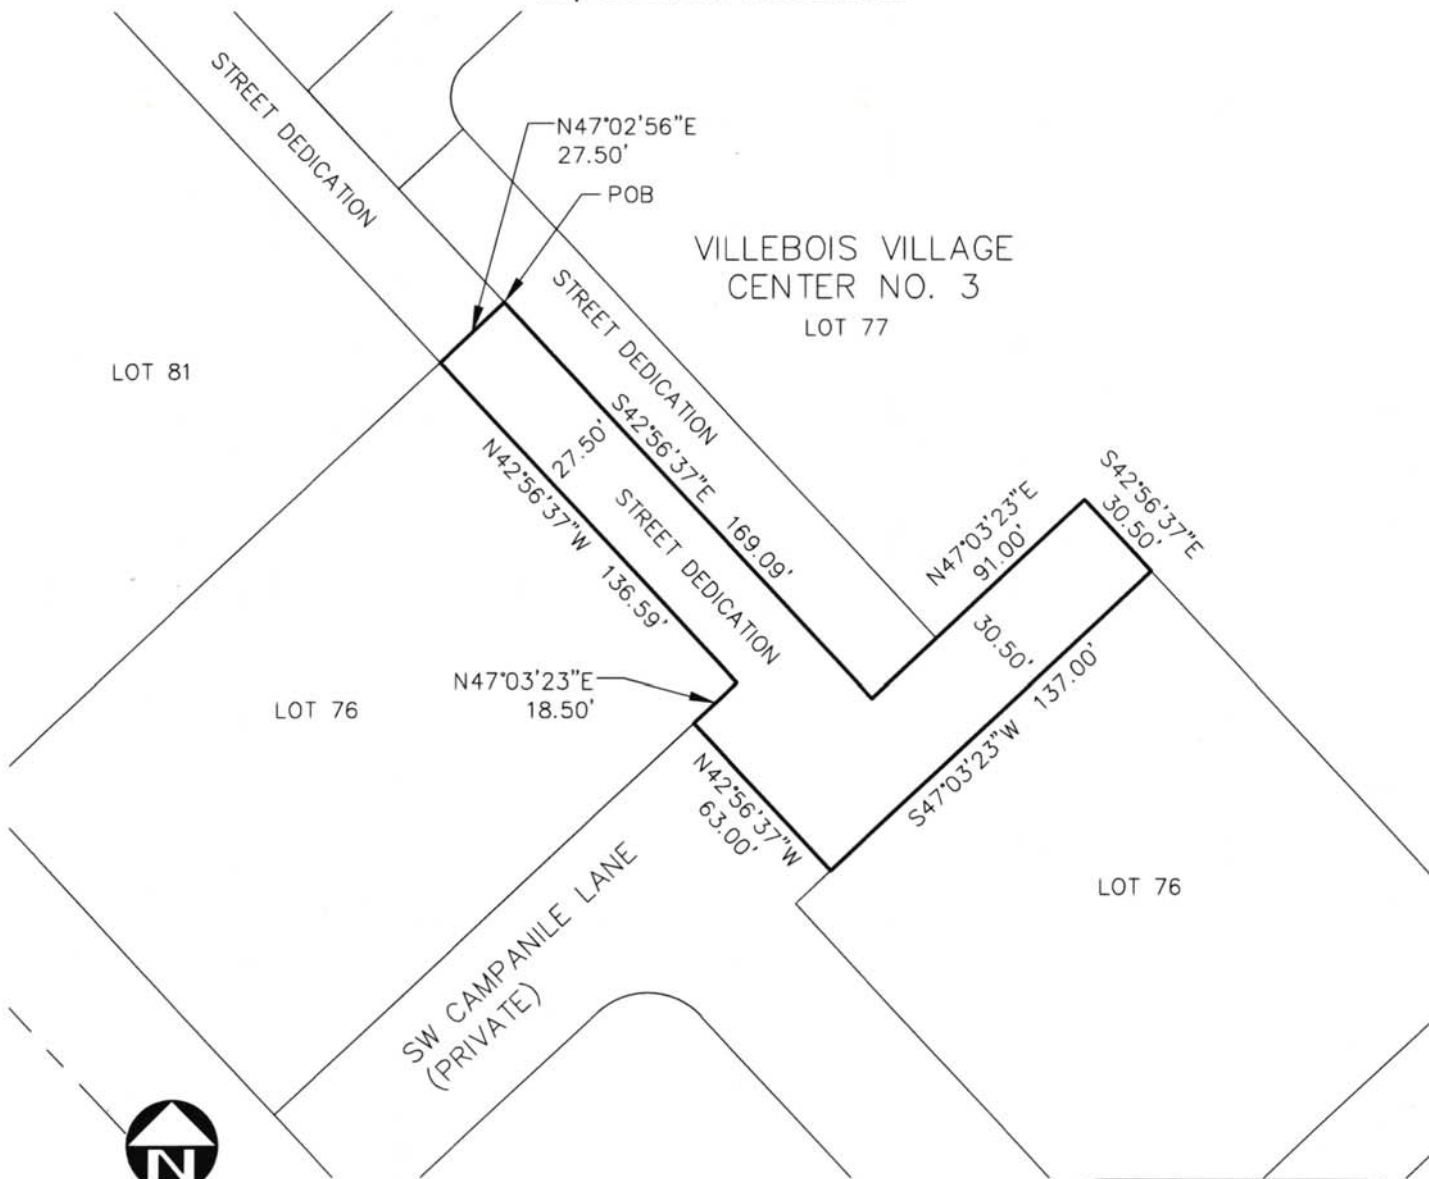 STREET DEDICATION
N47°02'56"E
27.50'
POB
VILLEBOIS VILLAGE
CENTER NO. 3
LOT 77
STREET DEDICATION
LOT 81
S42°56'37"E 169.09'
27.50'
N42°56'37"W 136.59'
STREET DEDICATION
S42°56'37"E
30.50'
N47°03'23"E
91.00'
30.50'
S47°03'23"W 137.00'
N47°03'23"E
18.50'
LOT 76
N42°56'37"W
63.00'
LOT 76
SW CAMPANILE LANE
(PRIVATE)
N